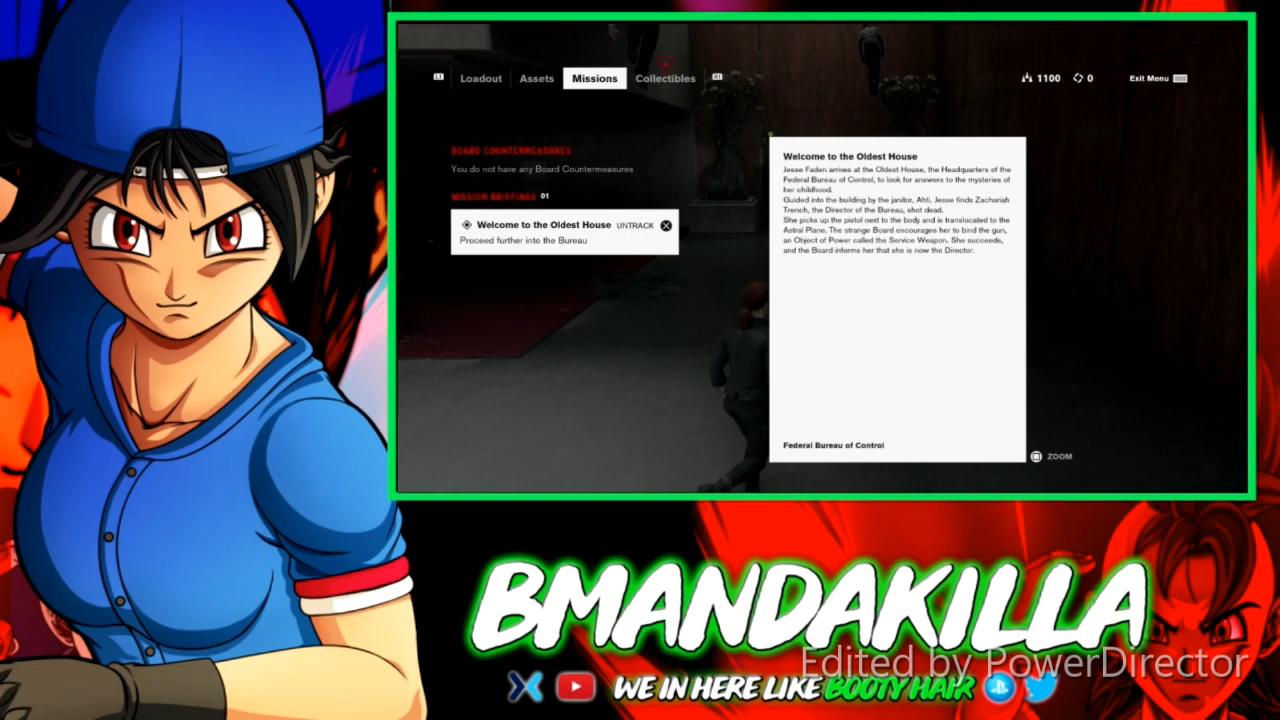 L1 Loadout Assets Missions Collectibles R1 1100 0 Exit Menu
BOARD COUNTERMEASURES
You do not have any Board Countermeasures
MISSION BRIEFINGS 01
Welcome to the Oldest House UNTRACK
Proceed further into the Bureau
Welcome to the Oldest House
Jesse Faden arrives at the Oldest House, the Headquarters of the
Federal Bureau of Control, to look for answers to the mysteries of
her childhood.
Guided into the building by the janitor, Ahti, Jesse finds Zachariah
Trench, the Director of the Bureau, shot dead.
She picks up the pistol next to the body and is translocated to the
Astral Plane. The strange Board encourages her to bind the gun,
an Object of Power called the Service Weapon. She succeeds,
and the Board informs her that she is now the Director.
Federal Bureau of Control
ZOOM
BMANDAKILLA
Edited by PowerDirector
WE IN HERE LIKE BOOTY HAIR